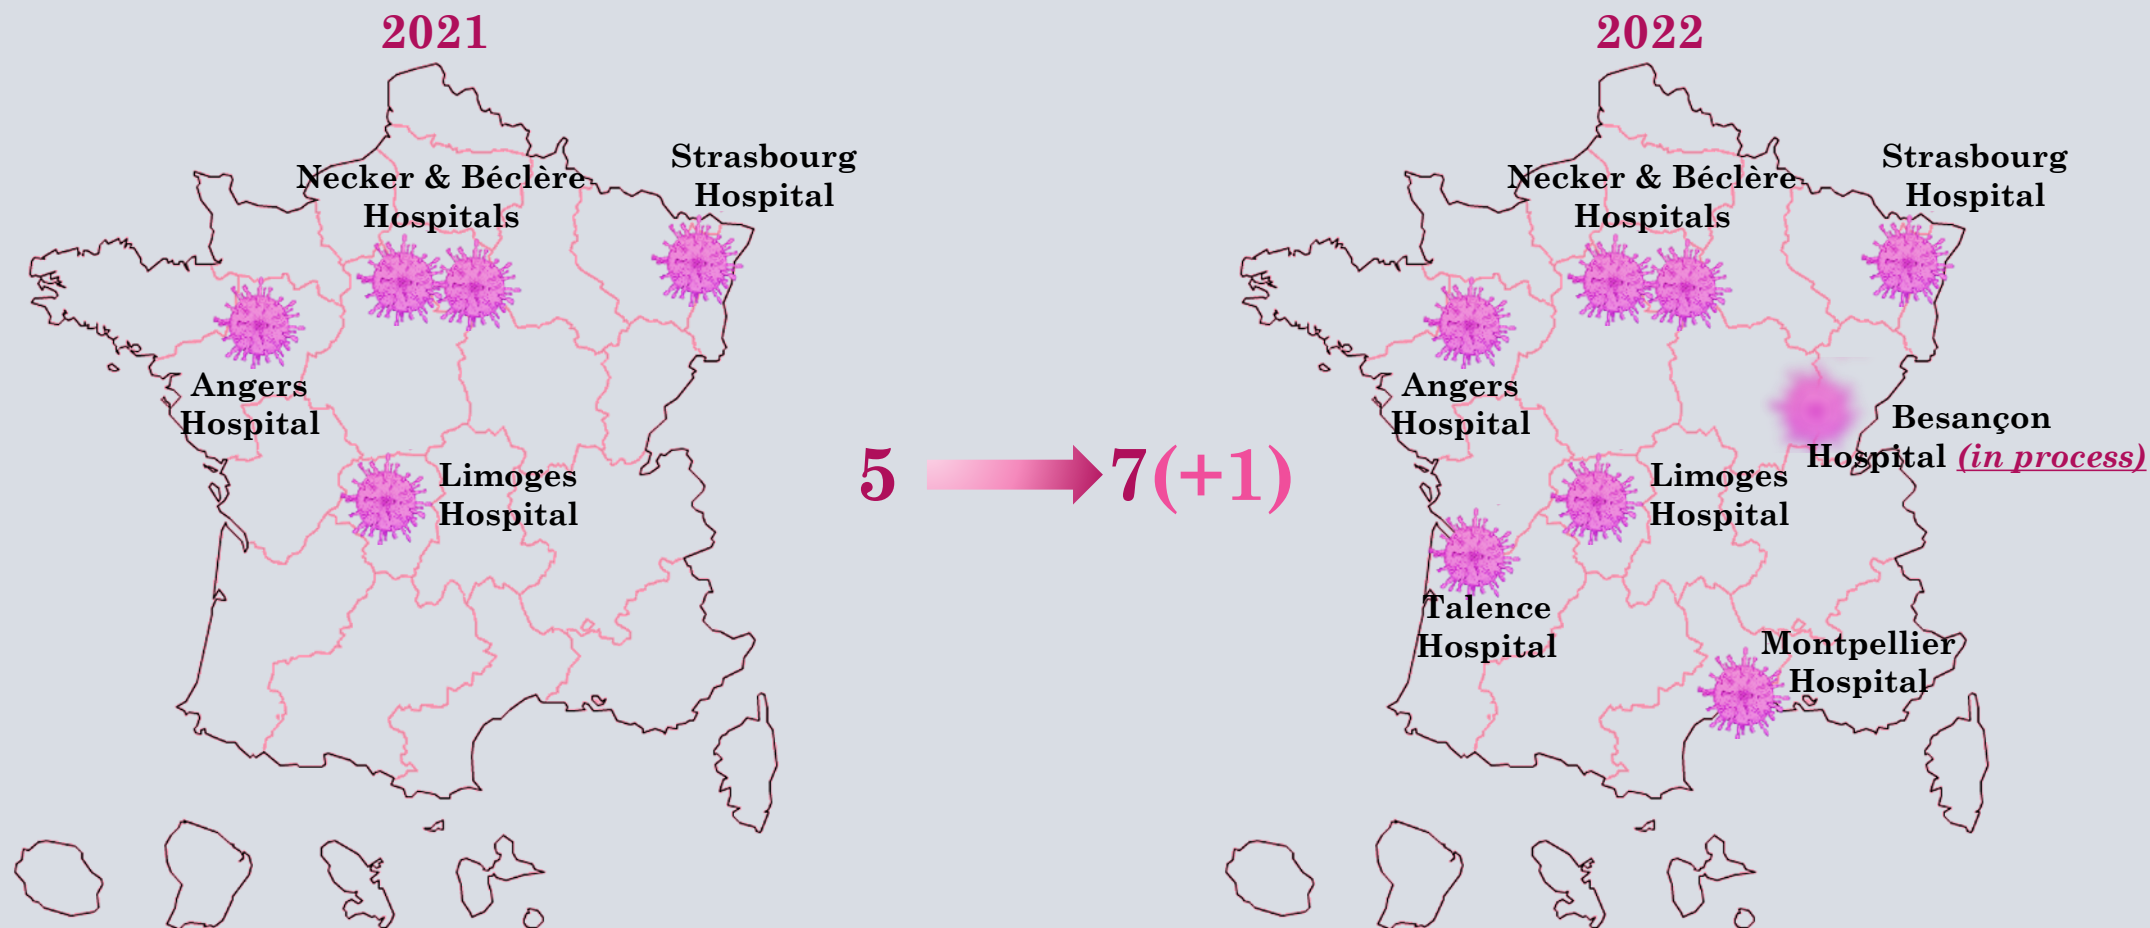 2021
Necker & Béclère
Hospitals
Strasbourg
Hospital
Angers
Hospital
Limoges
Hospital
5
7(+1)
2022
Necker & Béclère
Hospitals
Strasbourg
Hospital
Angers
Hospital
Besançon
Hospital (in process)
Limoges
Hospital
Talence
Hospital
Montpellier
Hospital